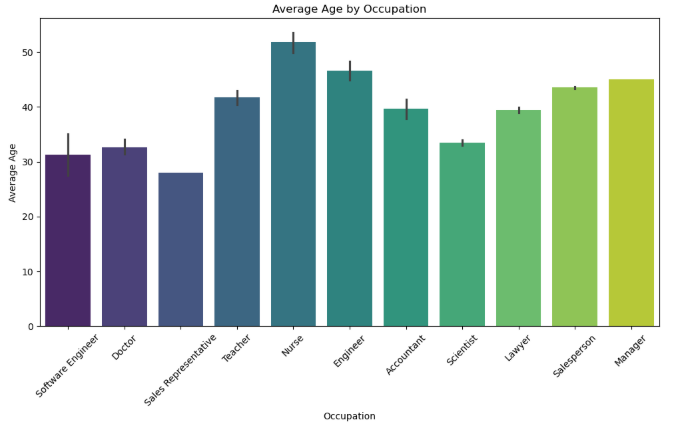 Average Age by Occupation
Average Age
50
40
30
20
10
0
Software Engineer
Doctor
Sales Representative
Teacher
Nurse
Engineer
Accountant
Scientist
Lawyer
Salesperson
Manager
Occupation